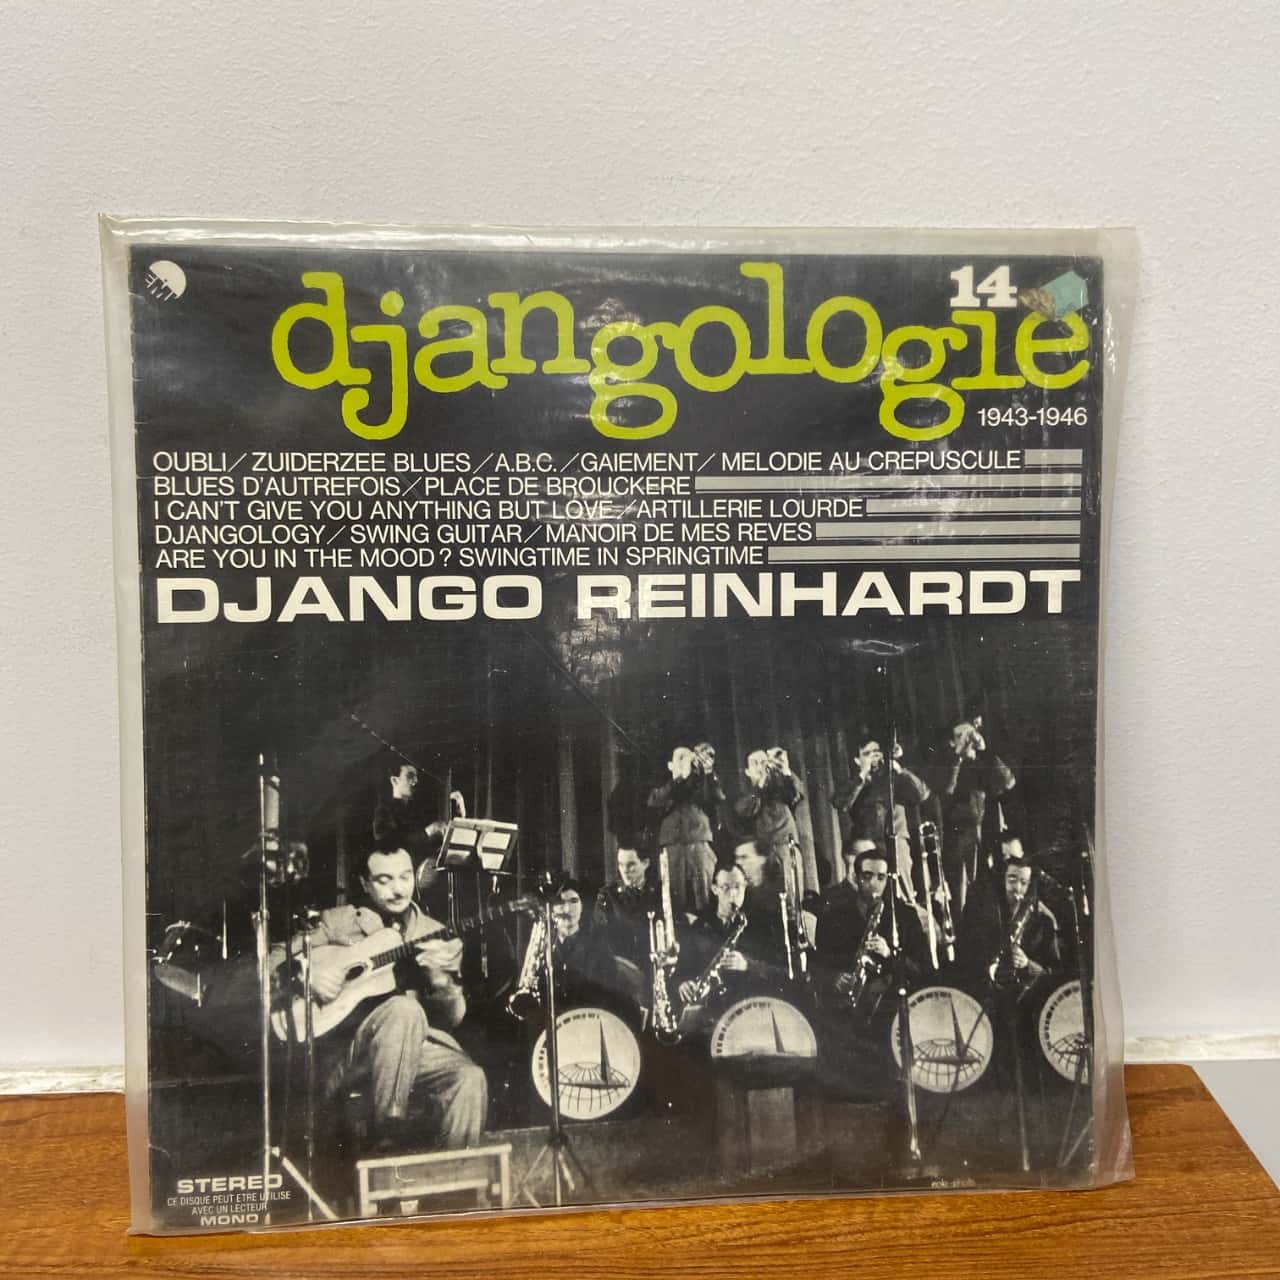 EMI
14
djangologie
1943-1946
OUBLI/ZUIDERZEE BLUES/A.B.C./GAIEMENT/MELODIE AU CREPUSCULE
BLUES D'AUTREFOIS/PLACE DE BROUCKERE
I CAN'T GIVE YOU ANYTHING BUT LOVE/ARTILLERIE LOURDE
DJANGOLOGY/SWING GUITAR/MANOIR DE MES REVES
ARE YOU IN THE MOOD? SWINGTIME IN SPRINGTIME
DJANGO REINHARDT
STEREO
CE DISQUE PEUT ETRE UTILISE
AVEC UN LECTEUR
MONO